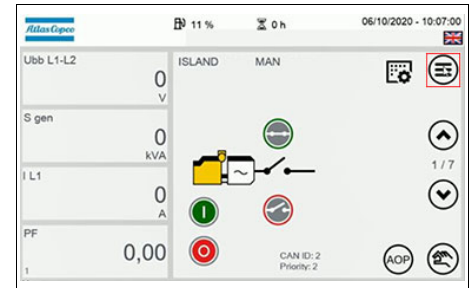 Atlas Copco
11 %
0 h
06/10/2020 - 10:07:00
Ubb L1-L2
0
V
S gen
0
kVA
I L1
0
A
PF
0,00
1
ISLAND MAN
1 / 7
CAN ID: 2
Priority: 2
AOP